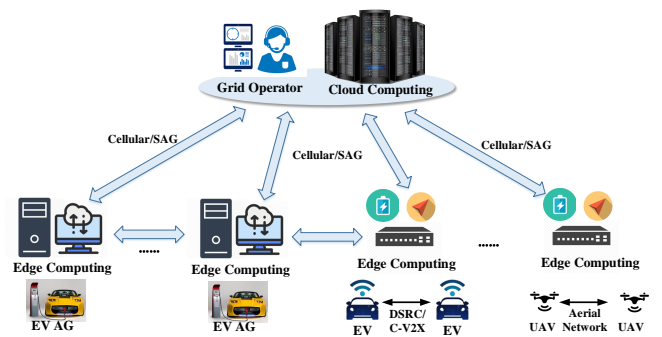 Grid Operator
Cloud Computing
Cellular/SAG
Cellular/SAG
Cellular/SAG
......
......
Edge Computing
Edge Computing
Edge Computing
Edge Computing
EV AG
EV AG
EV
DSRC/
C-V2X
EV
UAV
Aerial
Network
UAV